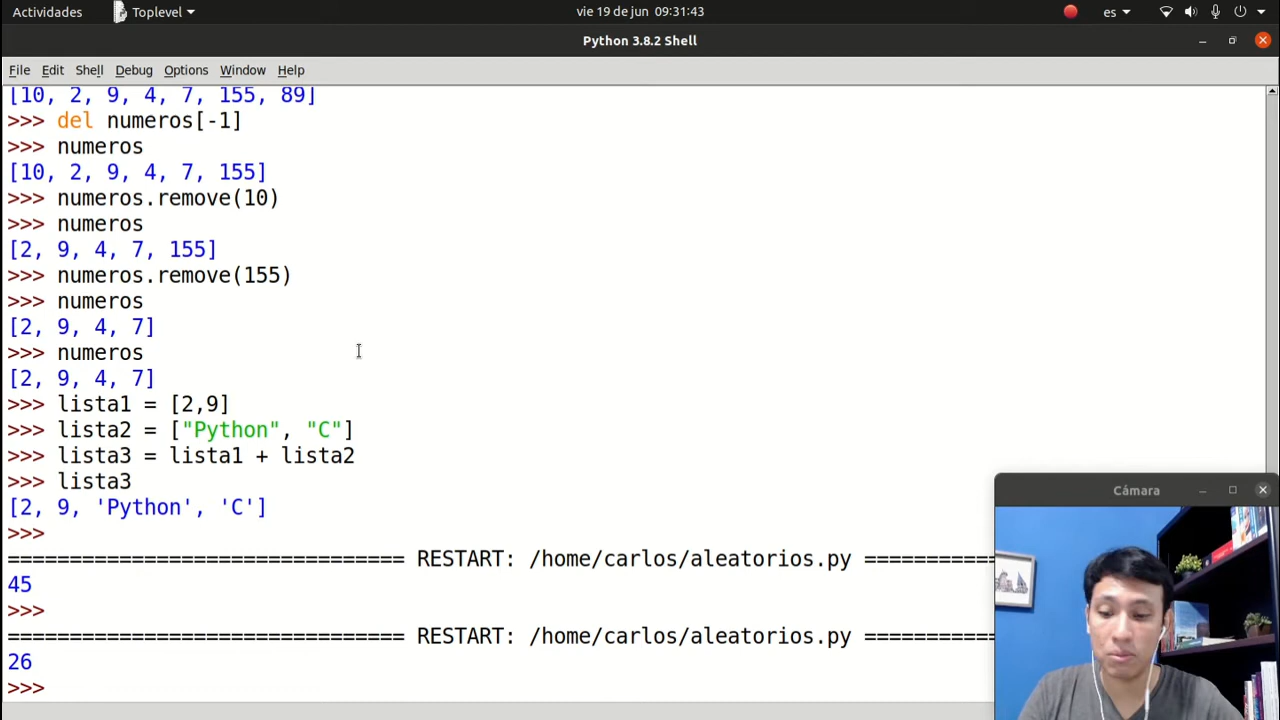 Actividades Toplevel vie 19 de jun 09:31:43 es
Python 3.8.2 Shell
File Edit Shell Debug Options Window Help
[10, 2, 9, 4, 7, 155, 89]
>>> del numeros[-1]
>>> numeros
[10, 2, 9, 4, 7, 155]
>>> numeros.remove(10)
>>> numeros
[2, 9, 4, 7, 155]
>>> numeros.remove(155)
>>> numeros
[2, 9, 4, 7]
>>> numeros
[2, 9, 4, 7]
>>> lista1 = [2,9]
>>> lista2 = ["Python", "C"]
>>> lista3 = lista1 + lista2
>>> lista3
[2, 9, 'Python', 'C']
>>>
================================ RESTART: /home/carlos/aleatorios.py ===========
45
>>>
================================ RESTART: /home/carlos/aleatorios.py ===========
26
>>>
Cámara